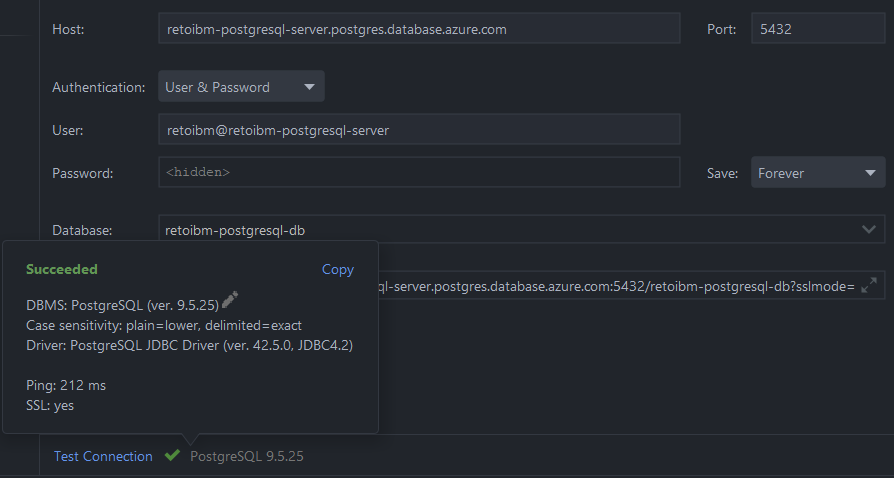 Host: retoibm-postgresql-server.postgres.database.azure.com Port: 5432
Authentication: User & Password
User: retoibm@retoibm-postgresql-server
Password: <hidden> Save: Forever
Database: retoibm-postgresql-db
ql-server.postgres.database.azure.com:5432/retoibm-postgresql-db?sslmode=
Succeeded Copy
DBMS: PostgreSQL (ver. 9.5.25)
Case sensitivity: plain=lower, delimited=exact
Driver: PostgreSQL JDBC Driver (ver. 42.5.0, JDBC4.2)
Ping: 212 ms
SSL: yes
Test Connection PostgreSQL 9.5.25